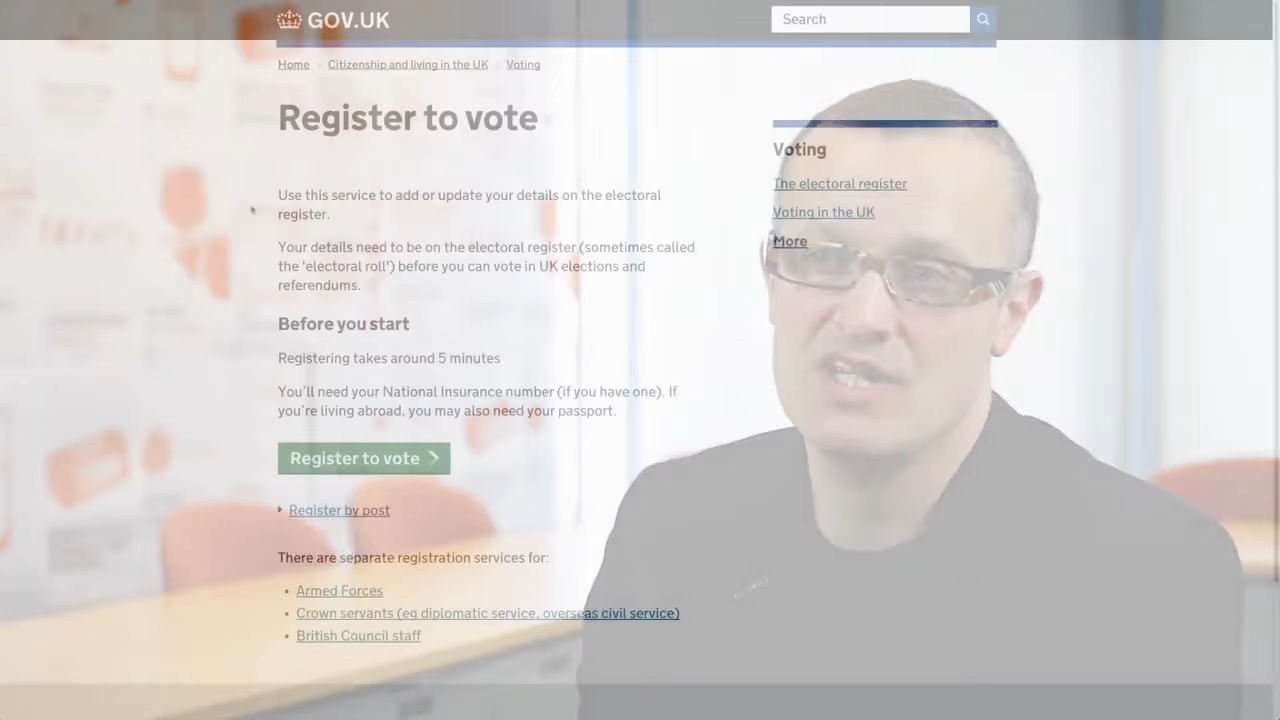 GOV.UK
Search
Home
Citizenship and living in the UK
Voting
Register to vote
Use this service to add or update your details on the electoral
register.
Your details need to be on the electoral register (sometimes called
the 'electoral roll') before you can vote in UK elections and
referendums.
Before you start
Registering takes around 5 minutes
You'll need your National Insurance number (if you have one). If
you're living abroad, you may also need your passport.
Register to vote
Register by post
There are separate registration services for:
• Armed Forces
• Crown servants (eg diplomatic service, overseas civil service)
• British Council staff
Voting
The electoral register
Voting in the UK
More